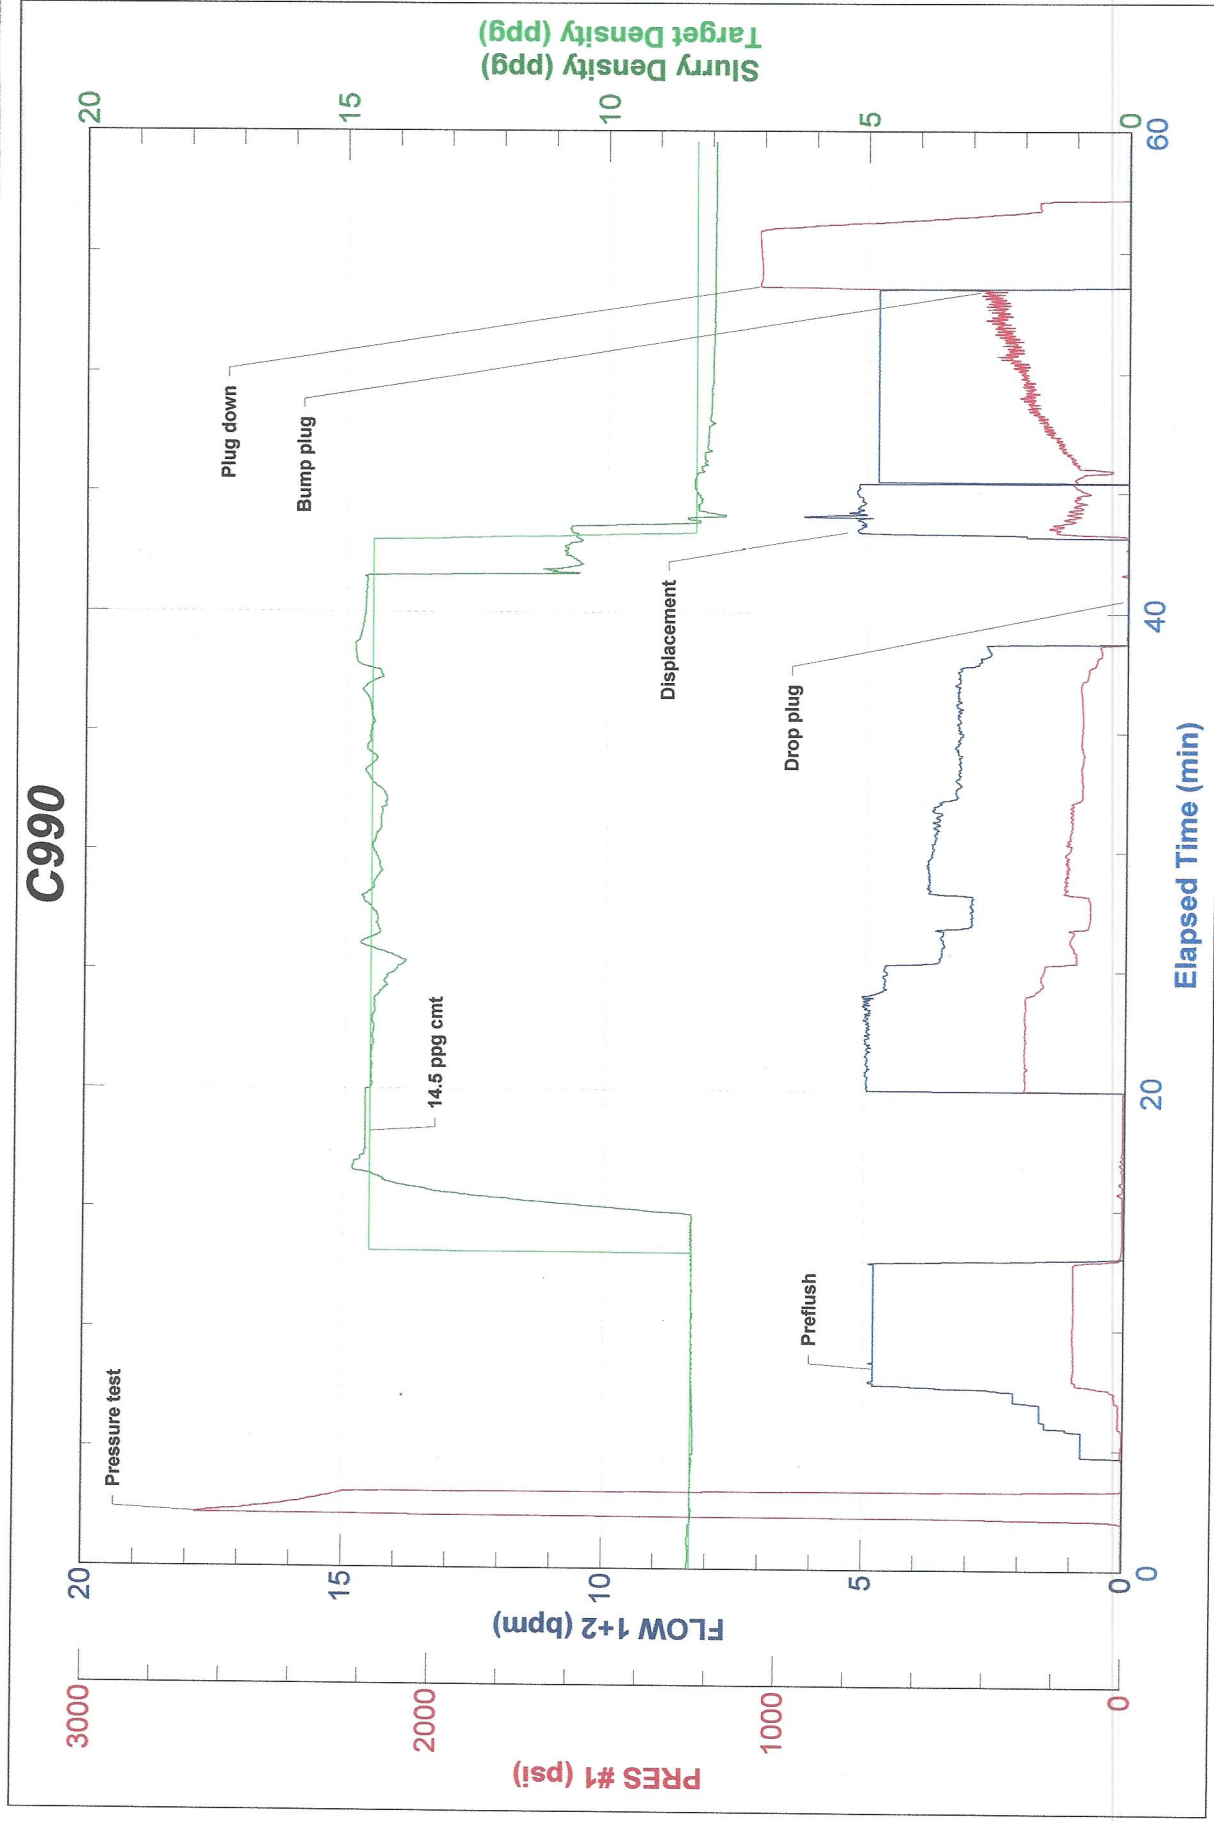 C990
PRES #1 (psi)
3000
2000
1000
0
FLOW 1+2 (bpm)
20
15
10
5
0
Pressure test
Preflush
14.5 ppg cmt
Drop plug
Displacement
Bump plug
Plug down
20
15
10
5
0
Slurry Density (ppg)
Target Density (ppg)
0
20
40
60
Elapsed Time (min)